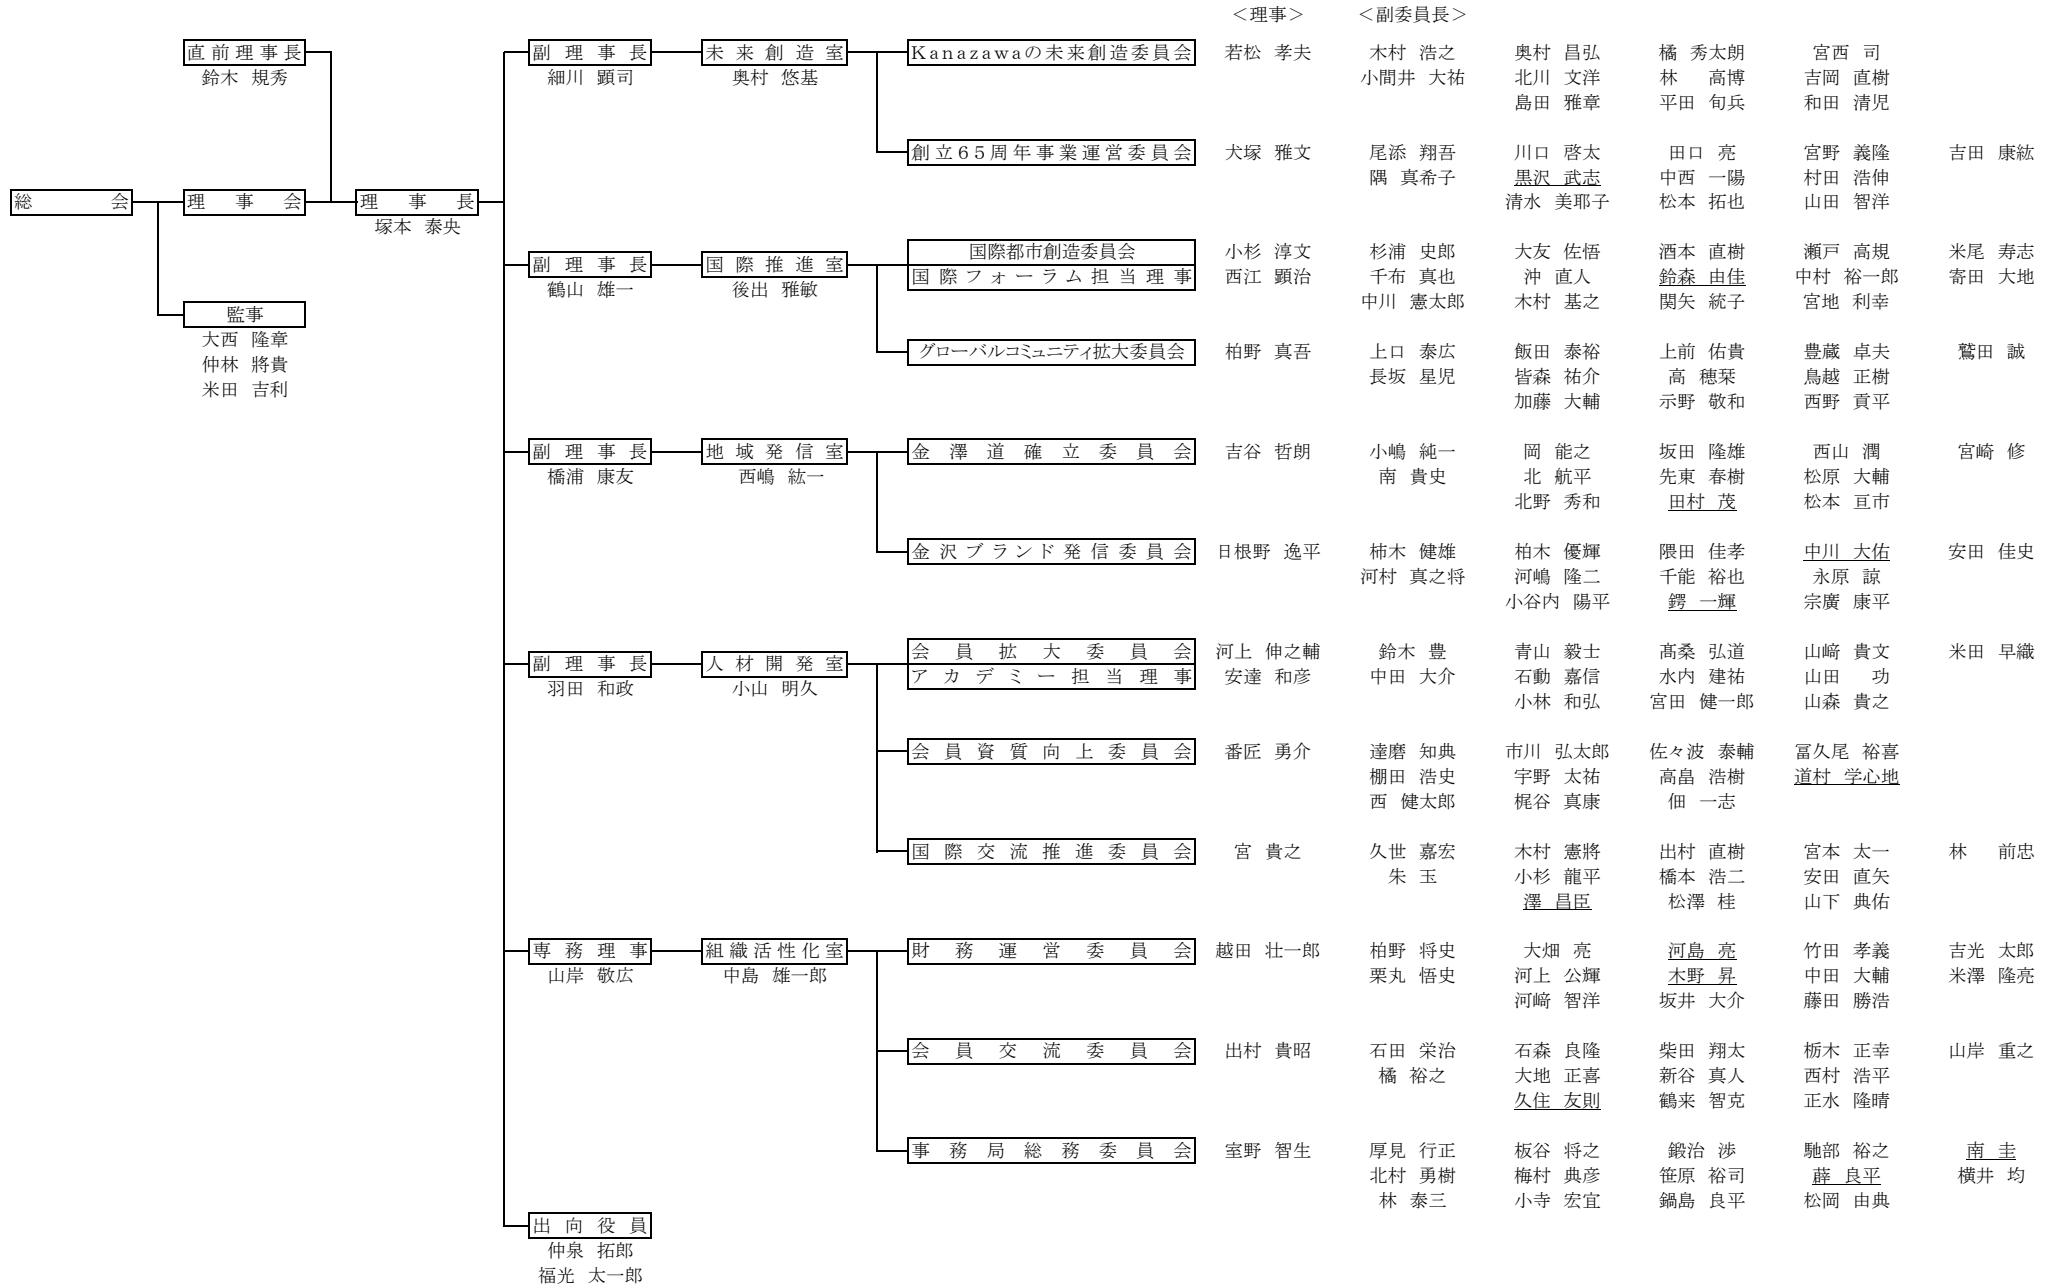 ＜理事＞ ＜副委員長＞
直前理事長 副理事長 未来創造室 Kanazawaの未来創造委員会 若松 孝夫 木村 浩之 奥村 昌弘 橘 秀太朗 宮西 司
鈴木 規秀 細川 顕司 奥村 悠基 小間井 大祐 北川 文洋 林 高博 吉岡 直樹
島田 雅章 平田 旬兵 和田 清児
創立65周年事業運営委員会 犬塚 雅文 尾添 翔吾 川口 啓太 田口 亮 宮野 義隆 吉田 康紘
隅 真希子 黒沢 武志 中西 一陽 村田 浩伸
総会 理事会 理事長 清水 美耶子 松本 拓也 山田 智洋
塚本 泰央
国際都市創造委員会 小杉 淳文 杉浦 史郎 大友 佐悟 酒本 直樹 瀬戸 高規 米尾 寿志
副理事長 国際推進室 国際フォーラム担当理事 西江 顕治 千布 真也 沖 直人 鈴森 由佳 中村 裕一郎 寄田 大地
鶴山 雄一 後出 雅敏 中川 憲太郎 木村 基之 関矢 統子 宮地 利幸
監事
大西 隆章 グローバルコミュニティ拡大委員会 柏野 真吾 上口 泰広 飯田 泰裕 上前 佑貴 豊蔵 卓夫 鷲田 誠
仲林 將貴 長坂 星児 皆森 祐介 高 穂栞 鳥越 正樹
米田 吉利 加藤 大輔 示野 敬和 西野 貢平
副理事長 地域発信室 金澤道確立委員会 吉谷 哲朗 小嶋 純一 岡 能之 坂田 隆雄 西山 潤 宮崎 修
橋浦 康友 西嶋 紘一 南 貴史 北 航平 先東 春樹 松原 大輔
北野 秀和 田村 茂 松本 亘市
金沢ブランド発信委員会 日根野 逸平 柿木 健雄 柏木 優輝 隈田 佳孝 中川 大佑 安田 佳史
河村 真之将 河嶋 隆二 千能 裕也 永原 諒
小谷内 陽平 鍔 一輝 宗廣 康平
会員拡大委員会 河上 伸之輔 鈴木 豊 青山 毅士 髙桑 弘道 山﨑 貴文 米田 早織
副理事長 人材開発室 アカデミー担当理事 安達 和彦 中田 大介 石動 嘉信 水内 建祐 山田 功
羽田 和政 小山 明久 小林 和弘 宮田 健一郎 山森 貴之
会員資質向上委員会 番匠 勇介 達磨 知典 市川 弘太郎 佐々波 泰輔 冨久尾 裕喜
棚田 浩史 宇野 太祐 高畠 浩樹 道村 学心地
西 健太郎 梶谷 真康 佃 一志
国際交流推進委員会 宮 貴之 久世 嘉宏 木村 憲將 出村 直樹 宮本 太一 林 前忠
朱 玉 小杉 龍平 橋本 浩二 安田 直矢
澤 昌臣 松澤 桂 山下 典佑
専務理事 組織活性化室 財務運営委員会 越田 壮一郎 柏野 将史 大畑 亮 河島 亮 竹田 孝義 吉光 太郎
山岸 敬広 中島 雄一郎 栗丸 悟史 河上 公輝 木野 昇 中田 大輔 米澤 隆亮
河﨑 智洋 坂井 大介 藤田 勝浩
会員交流委員会 出村 貴昭 石田 栄治 石森 良隆 柴田 翔太 栃木 正幸 山岸 重之
橘 裕之 大地 正喜 新谷 真人 西村 浩平
久住 友則 鶴来 智克 正水 隆晴
事務局総務委員会 室野 智生 厚見 行正 板谷 将之 鍛治 渉 馳部 裕之 南 圭
北村 勇樹 梅村 典彦 笹原 裕司 薜 良平 横井 均
林 泰三 小寺 宏宜 鍋島 良平 松岡 由典
出向役員
仲泉 拓郎
福光 太一郎